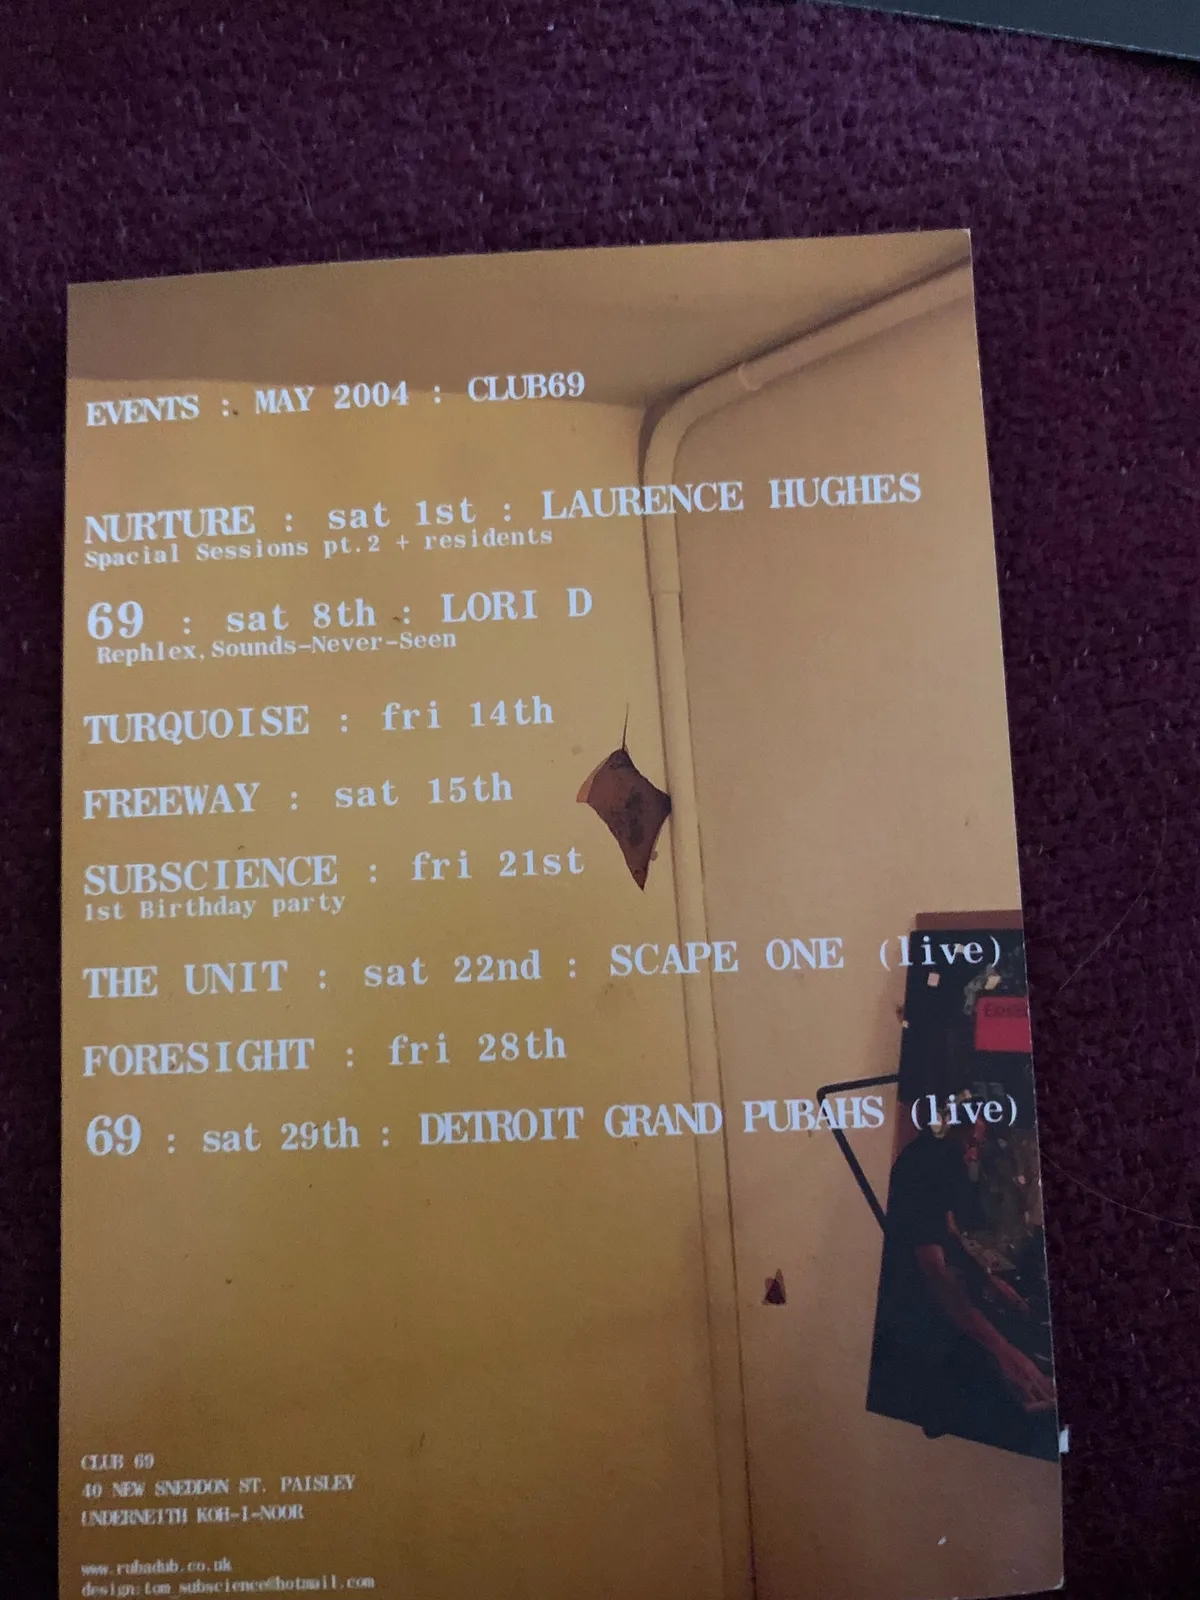 EVENTS : MAY 2004 : CLUB69
NURTURE : sat 1st : LAURENCE HUGHES
Spacial Sessions pt.2 + residents
69 : sat 8th : LORI D
Rephlex, Sounds-Never-Seen
TURQUOISE : fri 14th
FREEWAY : sat 15th
SUBSCIENCE : fri 21st
1st Birthday party
THE UNIT : sat 22nd : SCAPE ONE (live)
FORESIGHT : fri 28th
69 : sat 29th : DETROIT GRAND PUBAHS (live)
CLUB 69
40 NEW SNEDDON ST. PAISLEY
UNDERNEITH KOH-I-NOOR
www.rubadub.co.uk
design:tom_subscience@hotmail.com